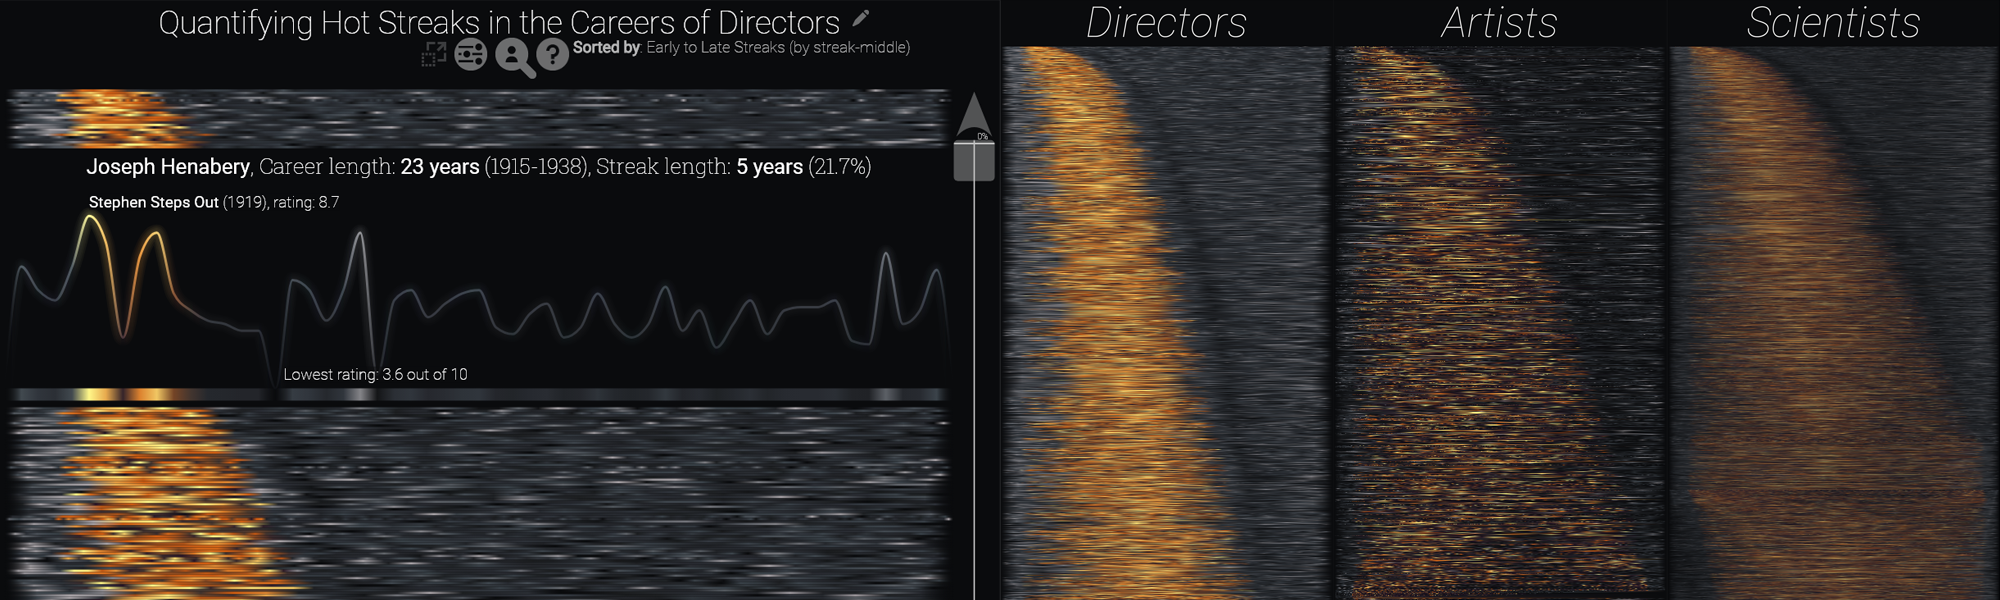 Quantifying Hot Streaks in the Careers of Directors
Sorted by: Early to Late Streaks (by streak-middle)
0%
Joseph Henabery, Career length: 23 years (1915-1938), Streak length: 5 years (21.7%)
Stephen Steps Out (1919), rating: 8.7
Lowest rating: 3.6 out of 10
Directors
Artists
Scientists